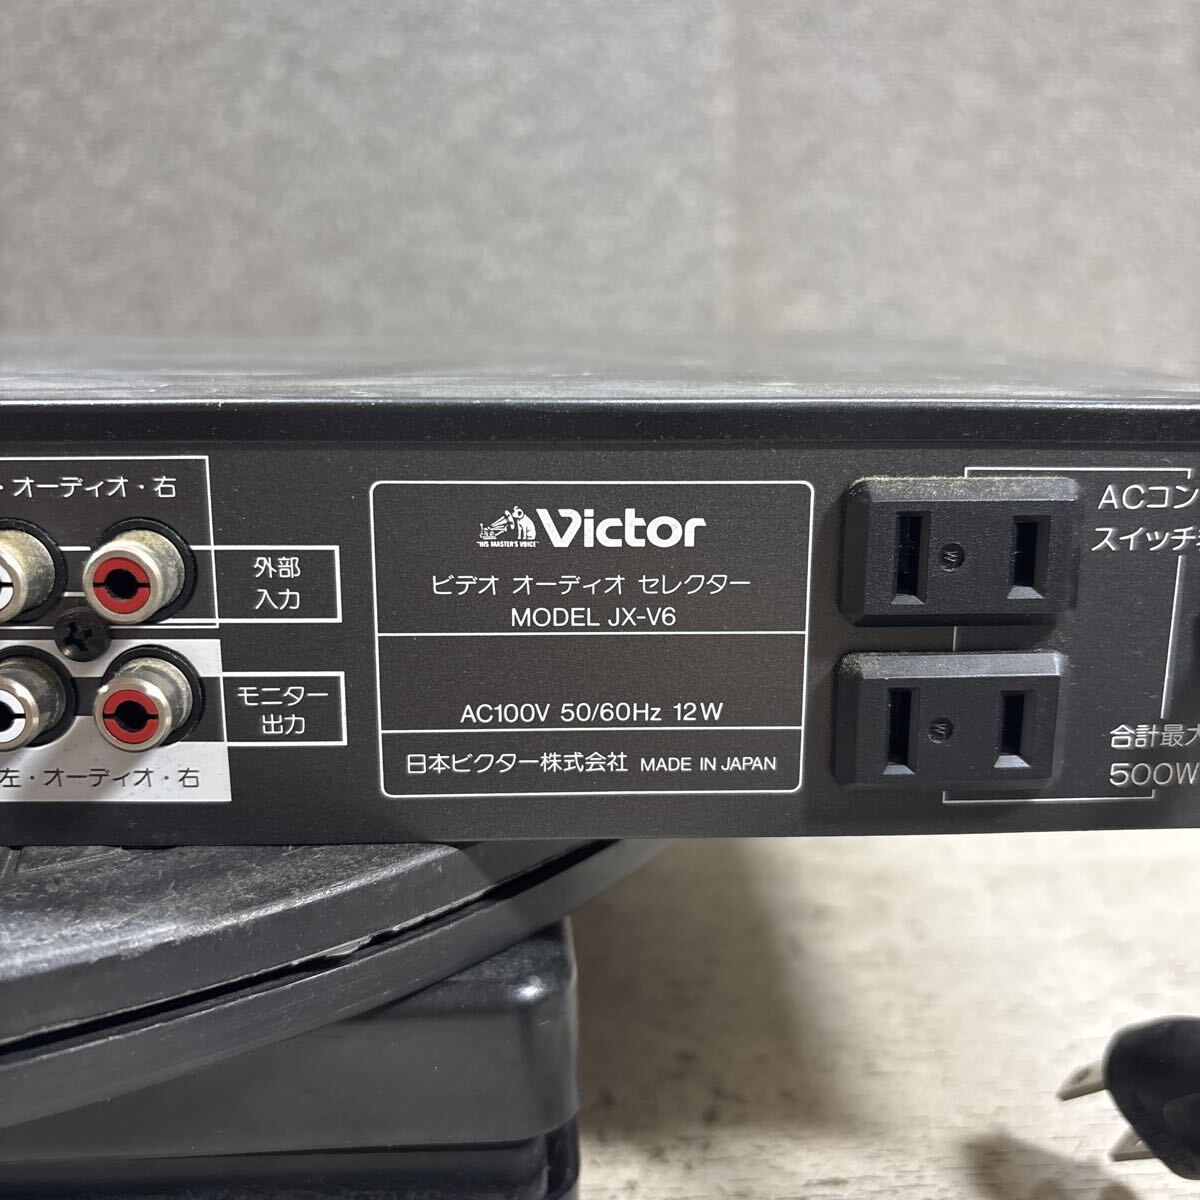 ・オーディオ・右
外部
入力
モニター
出力
左・オーディオ・右
"HIS MASTER'S VOICE"
Victor
ビデオ オーディオ セレクター
MODEL JX-V6
AC100V 50/60Hz 12W
日本ビクター株式会社 MADE IN JAPAN
ACコン
スイッチ
合計最大
500W